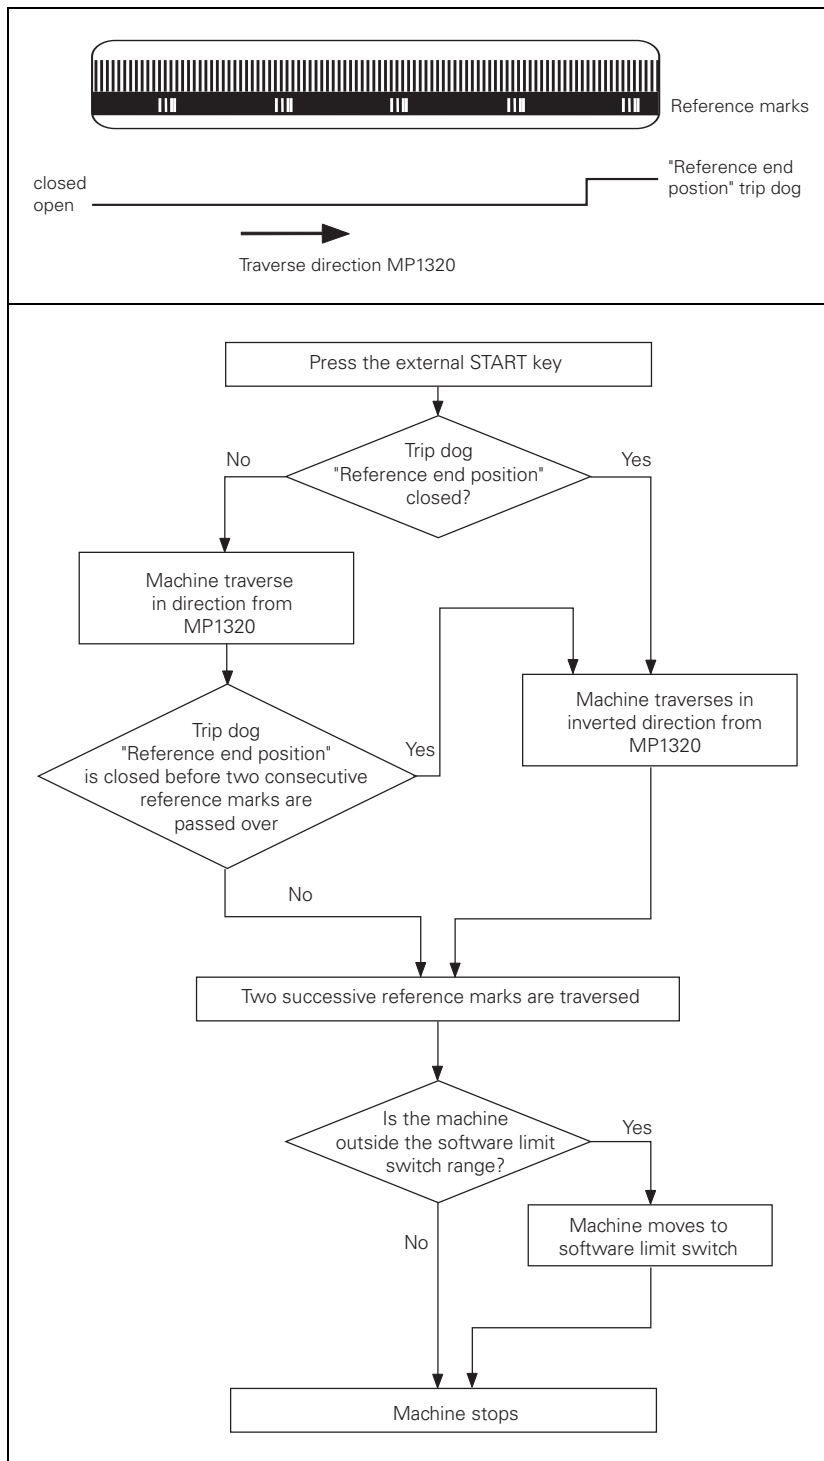 Reference marks
closed
open
"Reference end
postion" trip dog
Traverse direction MP1320
Press the external START key
Trip dog
"Reference end position"
closed?
No
Yes
Machine traverse
in direction from
MP1320
Machine traverses in
inverted direction from
MP1320
Trip dog
"Reference end position"
is closed before two consecutive
reference marks are
passed over
Yes
No
Two successive reference marks are traversed
Is the machine
outside the software limit
switch range?
Yes
No
Machine moves to
software limit switch
Machine stops